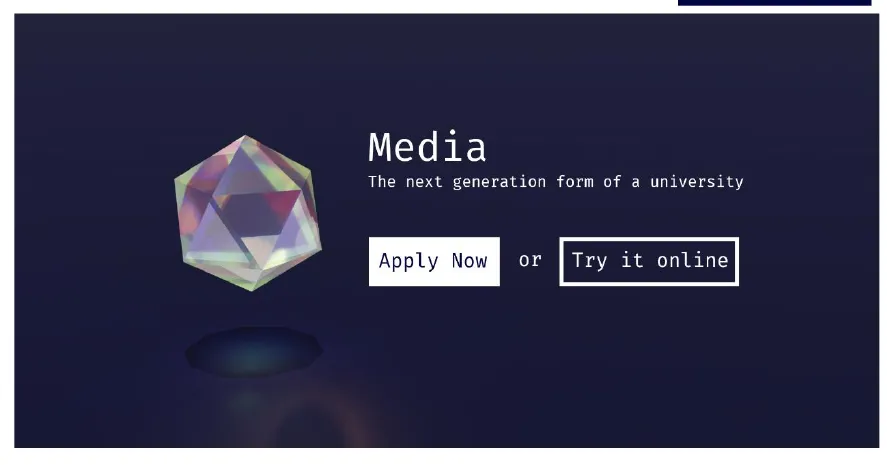 Media
The next generation form of a university
Apply Now or Try it online